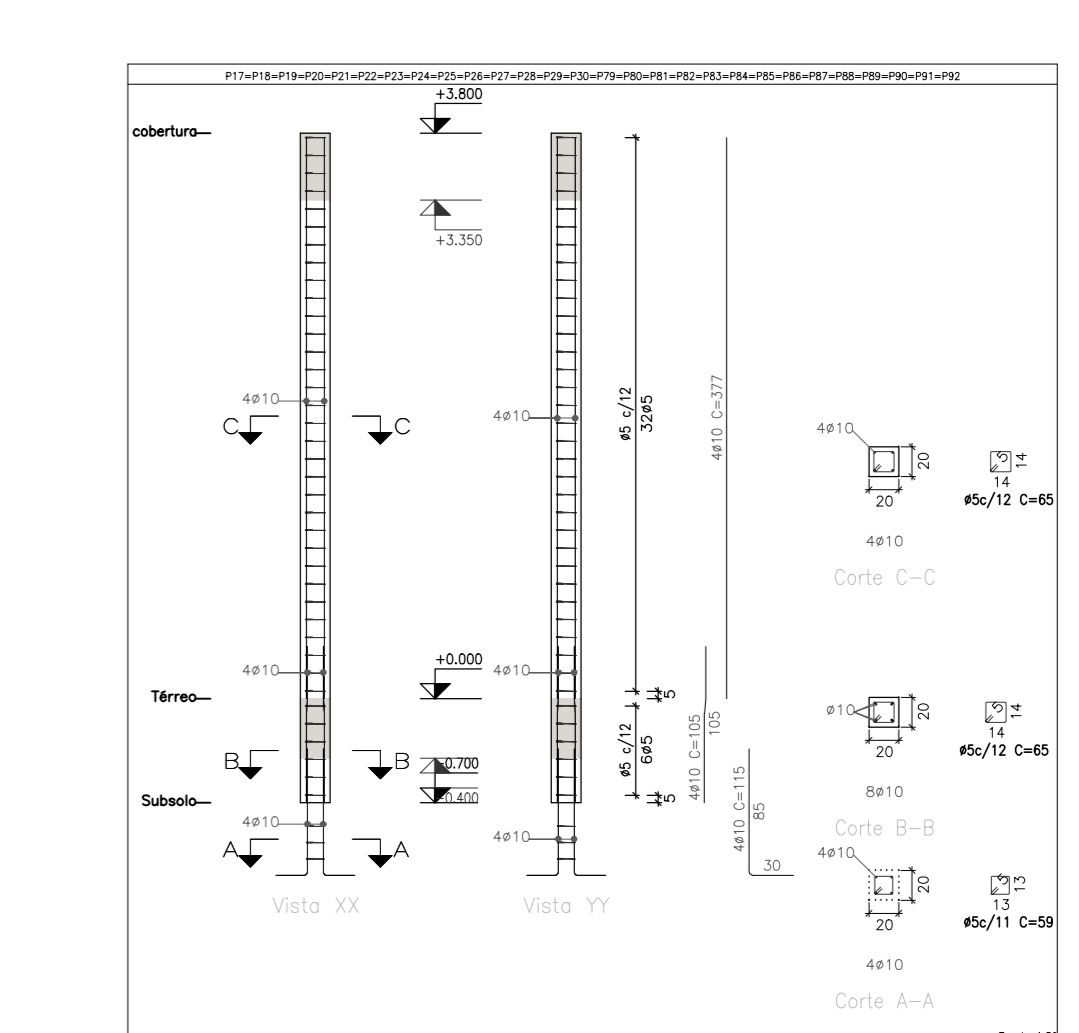 P17=P18=P19=P20=P21=P22=P23=P24=P25=P26=P27=P28=P29=P30=P79=P80=P81=P82=P83=P84=P85=P86=P87=P88=P89=P90=P91=P92
+3.800
cobertura
+3.350
4ø10
C
C
4ø10
ø5 c/12
32ø5
4ø10 C=377
4ø10
20
20
5
14
14
ø5c/12 C=65
4ø10
Corte C-C
4ø10
+0.000
4ø10
Térreo
5
ø5 c/12
6ø5
5
4ø10 C=105
105
ø10
20
20
5
14
14
ø5c/12 C=65
8ø10
Corte B-B
B
B
-0.700
-0.400
Subsolo
4ø10
4ø10
4ø10 C=115
85
30
A
A
Vista XX
Vista YY
4ø10
20
20
5
13
13
ø5c/11 C=59
4ø10
Corte A-A